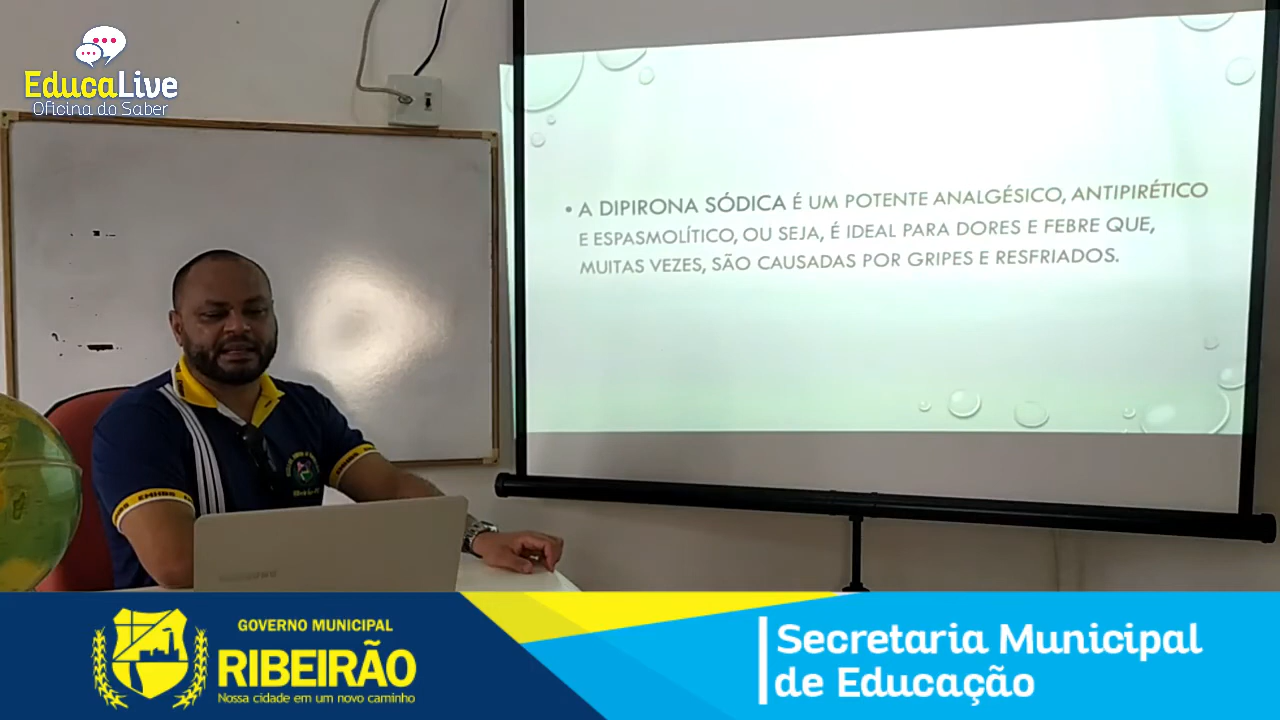 EducaLive
Oficina do Saber
• A DIPIRONA SÓDICA É UM POTENTE ANALGÉSICO, ANTIPIRÉTICO
E ESPASMOLÍTICO, OU SEJA, É IDEAL PARA DORES E FEBRE QUE,
MUITAS VEZES, SÃO CAUSADAS POR GRIPES E RESFRIADOS.
SAMSUNG
GOVERNO MUNICIPAL
RIBEIRÃO
Nossa cidade em um novo caminho
Secretaria Municipal
de Educação